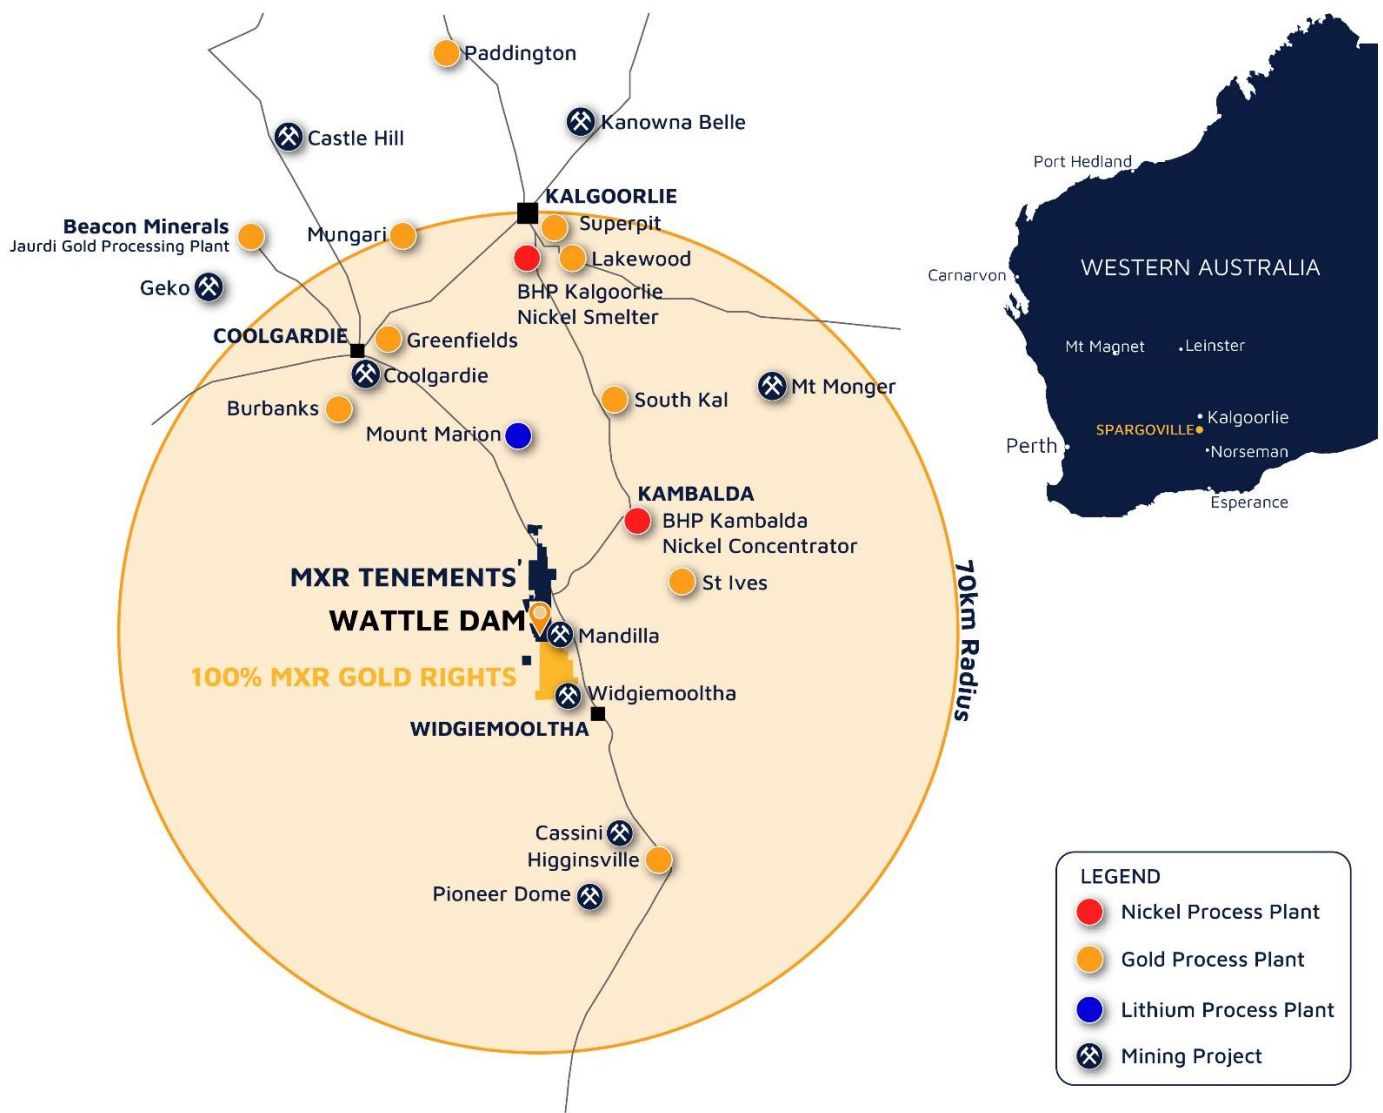 Paddington
Kanowna Belle
Castle Hill
KALGOORLIE
Superpit
Beacon Minerals
Jaurdi Gold Processing Plant
Mungari
Lakewood
Geko
BHP Kalgoorlie
Nickel Smelter
COOLGARDIE
Greenfields
Coolgardie
Mt Monger
Burbanks
South Kal
Mount Marion
KAMBALDA
BHP Kambalda
Nickel Concentrator
MXR TENEMENTS'
St Ives
WATTLE DAM
Mandilla
100% MXR GOLD RIGHTS
Widgiemooltha
WIDGIEMOOLTHA
70km Radius
Cassini
Higginsville
Pioneer Dome
Port Hedland
WESTERN AUSTRALIA
Carnarvon
Mt Magnet
Leinster
Kalgoorlie
SPARGOVILLE
Perth
Norseman
Esperance
LEGEND
Nickel Process Plant
Gold Process Plant
Lithium Process Plant
Mining Project